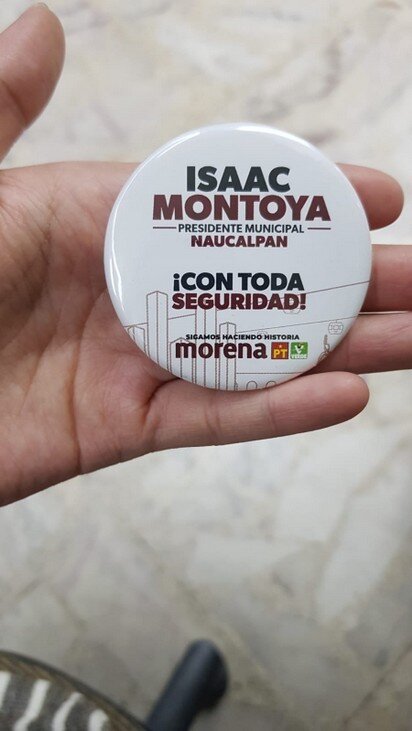 ISAAC
MONTOYA
PRESIDENTE MUNICIPAL
NAUCALPAN
¡CON TODA
SEGURIDAD!
SIGAMOS HACIENDO HISTORIA
morena PT VERDE